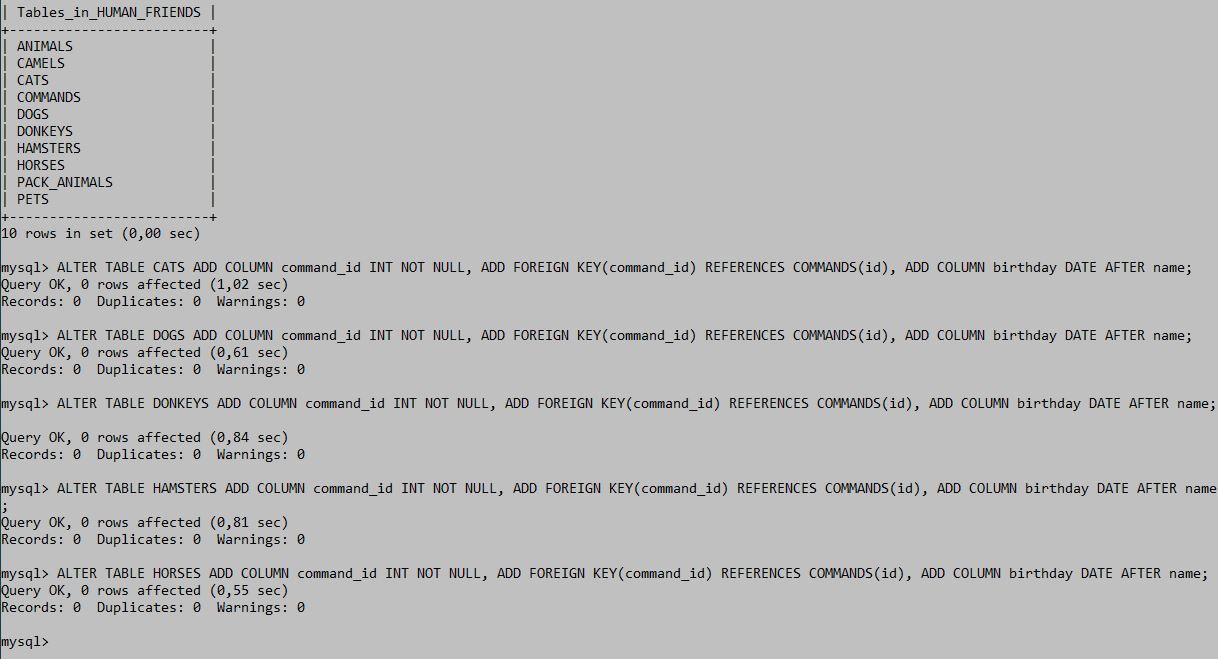 | Tables_in_HUMAN_FRIENDS |
+-------------------------+
| ANIMALS                 |
| CAMELS                  |
| CATS                    |
| COMMANDS                |
| DOGS                    |
| DONKEYS                 |
| HAMSTERS                |
| HORSES                  |
| PACK_ANIMALS            |
| PETS                    |
+-------------------------+
10 rows in set (0,00 sec)
mysql> ALTER TABLE CATS ADD COLUMN command_id INT NOT NULL, ADD FOREIGN KEY(command_id) REFERENCES COMMANDS(id), ADD COLUMN birthday DATE AFTER name;
Query OK, 0 rows affected (1,02 sec)
Records: 0  Duplicates: 0  Warnings: 0
mysql> ALTER TABLE DOGS ADD COLUMN command_id INT NOT NULL, ADD FOREIGN KEY(command_id) REFERENCES COMMANDS(id), ADD COLUMN birthday DATE AFTER name;
Query OK, 0 rows affected (0,61 sec)
Records: 0  Duplicates: 0  Warnings: 0
mysql> ALTER TABLE DONKEYS ADD COLUMN command_id INT NOT NULL, ADD FOREIGN KEY(command_id) REFERENCES COMMANDS(id), ADD COLUMN birthday DATE AFTER name;
Query OK, 0 rows affected (0,84 sec)
Records: 0  Duplicates: 0  Warnings: 0
mysql> ALTER TABLE HAMSTERS ADD COLUMN command_id INT NOT NULL, ADD FOREIGN KEY(command_id) REFERENCES COMMANDS(id), ADD COLUMN birthday DATE AFTER name
;
Query OK, 0 rows affected (0,81 sec)
Records: 0  Duplicates: 0  Warnings: 0
mysql> ALTER TABLE HORSES ADD COLUMN command_id INT NOT NULL, ADD FOREIGN KEY(command_id) REFERENCES COMMANDS(id), ADD COLUMN birthday DATE AFTER name;
Query OK, 0 rows affected (0,55 sec)
Records: 0  Duplicates: 0  Warnings: 0
mysql>